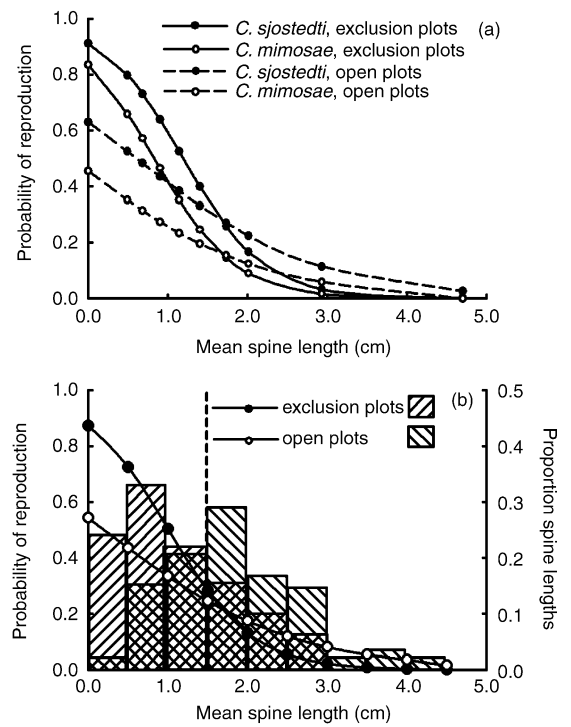 1.0
C. sjostedti, exclusion plots (a)
C. mimosae, exclusion plots
0.8
C. sjostedti, open plots
C. mimosae, open plots
Probability of reproduction
0.6
0.4
0.2
0.0
0.0 1.0 2.0 3.0 4.0 5.0
Mean spine length (cm)
1.0 0.5
exclusion plots (b)
open plots
0.8 0.4
Probability of reproduction
Proportion spine lengths
0.6 0.3
0.4 0.2
0.2 0.1
0.0 0.0
0.0 1.0 2.0 3.0 4.0 5.0
Mean spine length (cm)